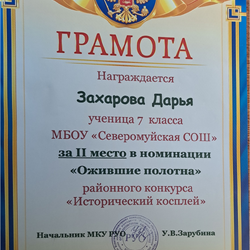 ГРАМОТА
Награждается
Захарова Дарья
ученица 7 класса
МБОУ «Северомуйская СОШ»
за II место в номинации
«Ожившие полотна»
районного конкурса
«Исторический косплей»
Начальник МКУ РУО У.В.Зарубина